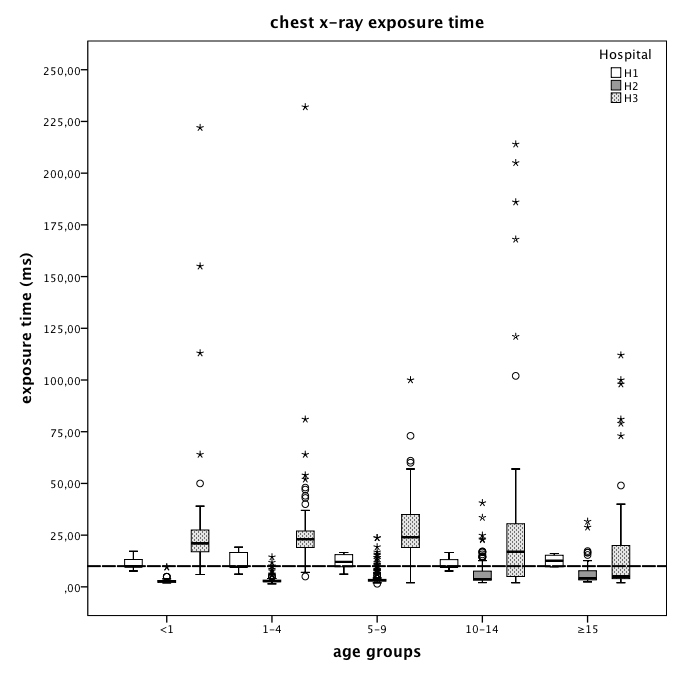 chest x-ray exposure time
Hospital
H1
H2
H3
250,00
225,00
200,00
175,00
150,00
125,00
100,00
75,00
50,00
25,00
,00
exposure time (ms)
<1
1-4
5-9
10-14
≥15
age groups